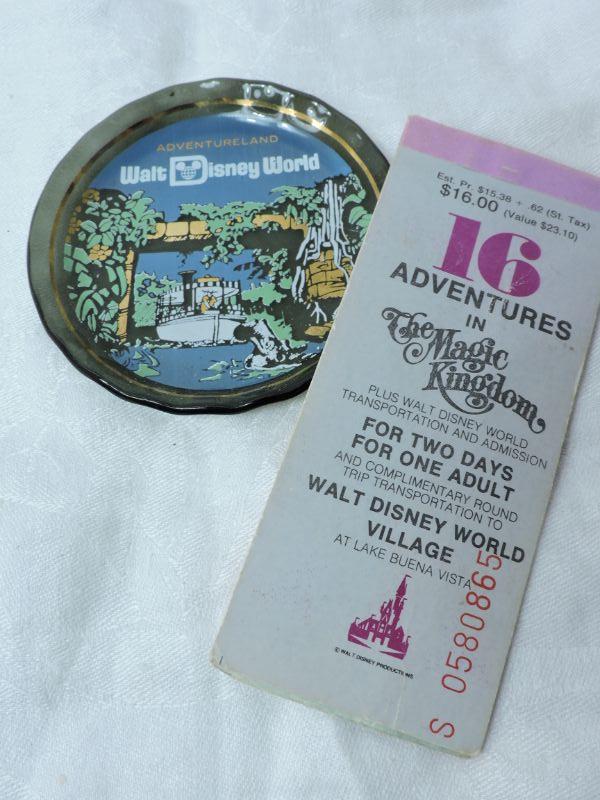 ADVENTURELAND
Walt Disney World
Est. Pr. $15.38 + .62 (St. Tax)
$16.00 (Value $23.10)
16
ADVENTURES
IN
The Magic
Kingdom
PLUS WALT DISNEY WORLD
TRANSPORTATION AND ADMISSION
FOR TWO DAYS
FOR ONE ADULT
AND COMPLIMENTARY ROUND
TRIP TRANSPORTATION TO
WALT DISNEY WORLD
VILLAGE
AT LAKE BUENA VISTA
© WALT DISNEY PRODUCTIONS
S 0580865